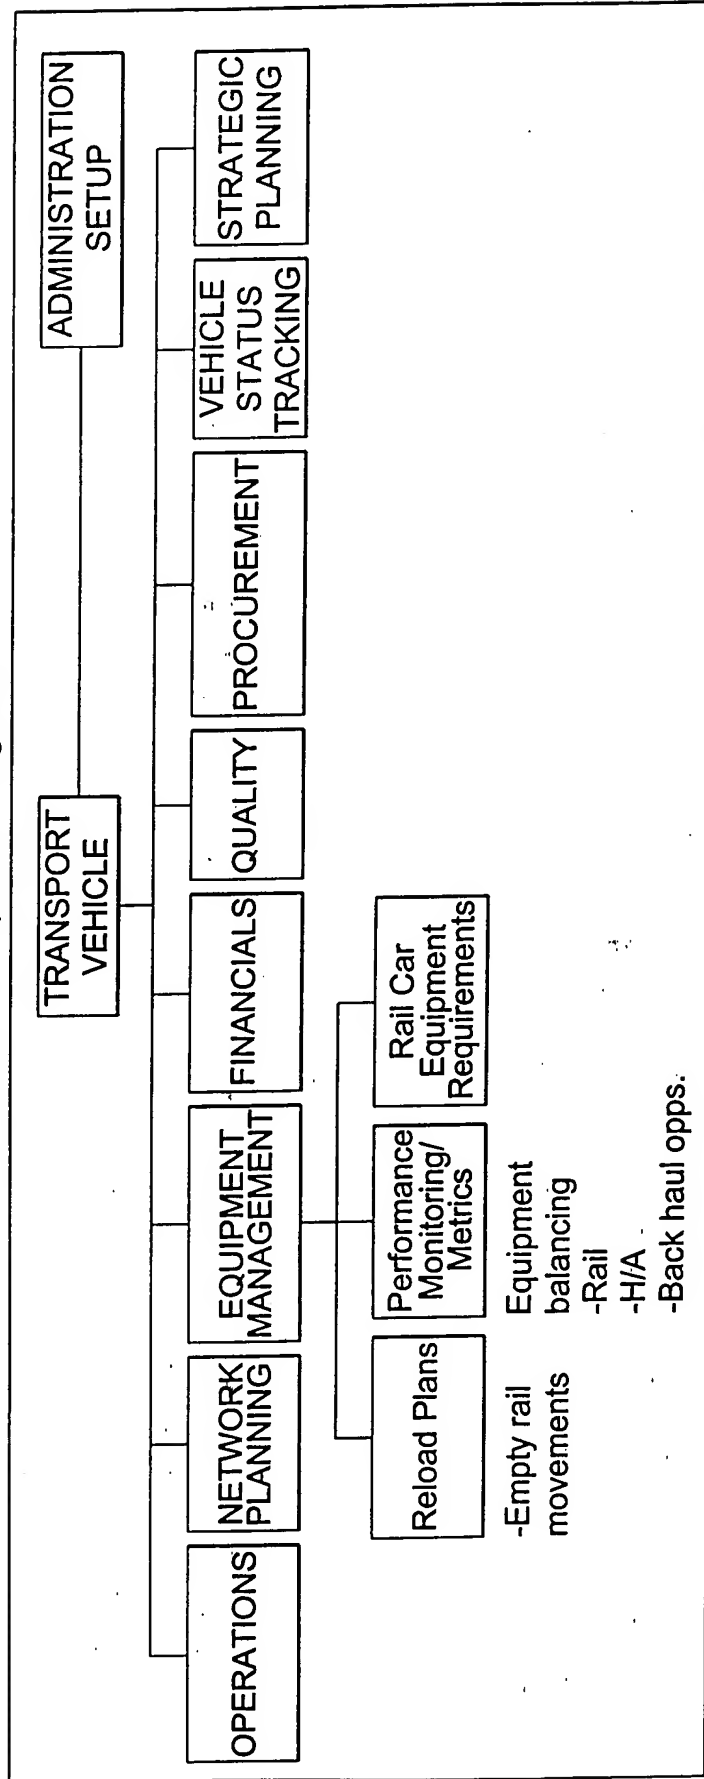 TRANSPORT
VEHICLE
ADMINISTRATION
SETUP
OPERATIONS
NETWORK
PLANNING
EQUIPMENT
MANAGEMENT
FINANCIALS
QUALITY
PROCUREMENT
VEHICLE
STATUS
TRACKING
STRATEGIC
PLANNING
Reload Plans
Performance
Monitoring/
Metrics
Rail Car
Equipment
Requirements
-Empty rail
movements
Equipment
balancing
-Rail
-H/A
-Back haul opps.